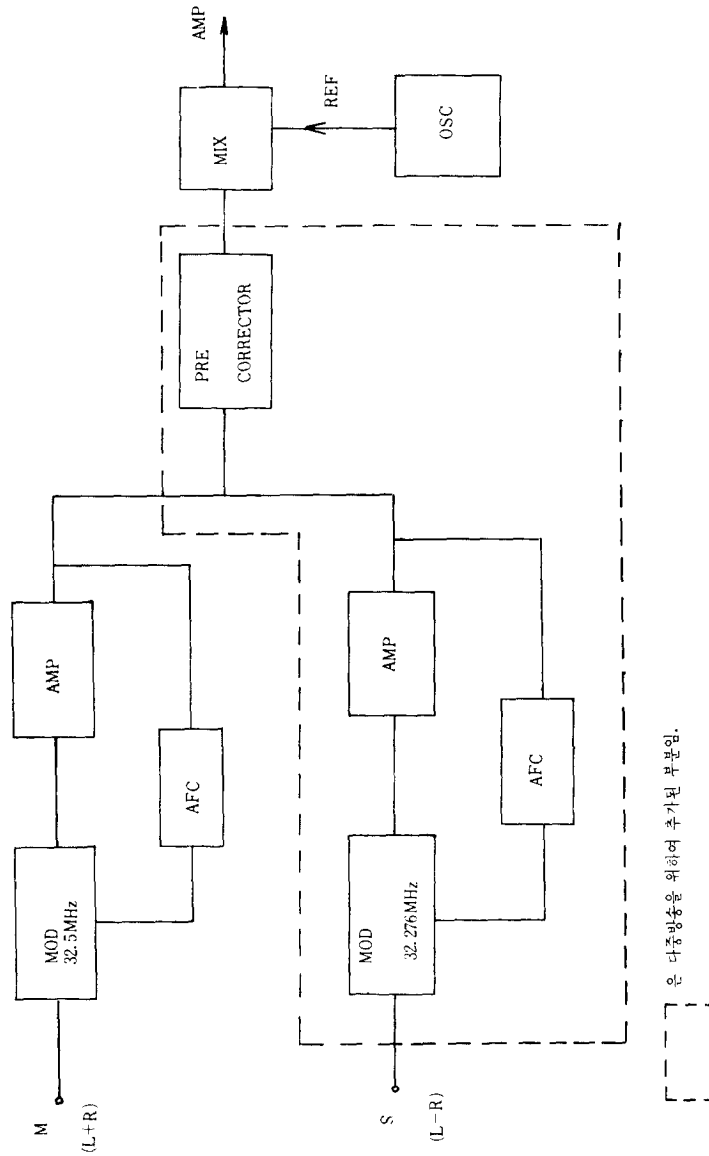 M
(L+R)
MOD
32.5MHz
AMP
AFC
S
(L-R)
MOD
32.276MHz
AMP
AFC
PRE
CORRECTOR
MIX
AMP
REF
OSC
은 다중방송을 위하여 추가된 부분임.